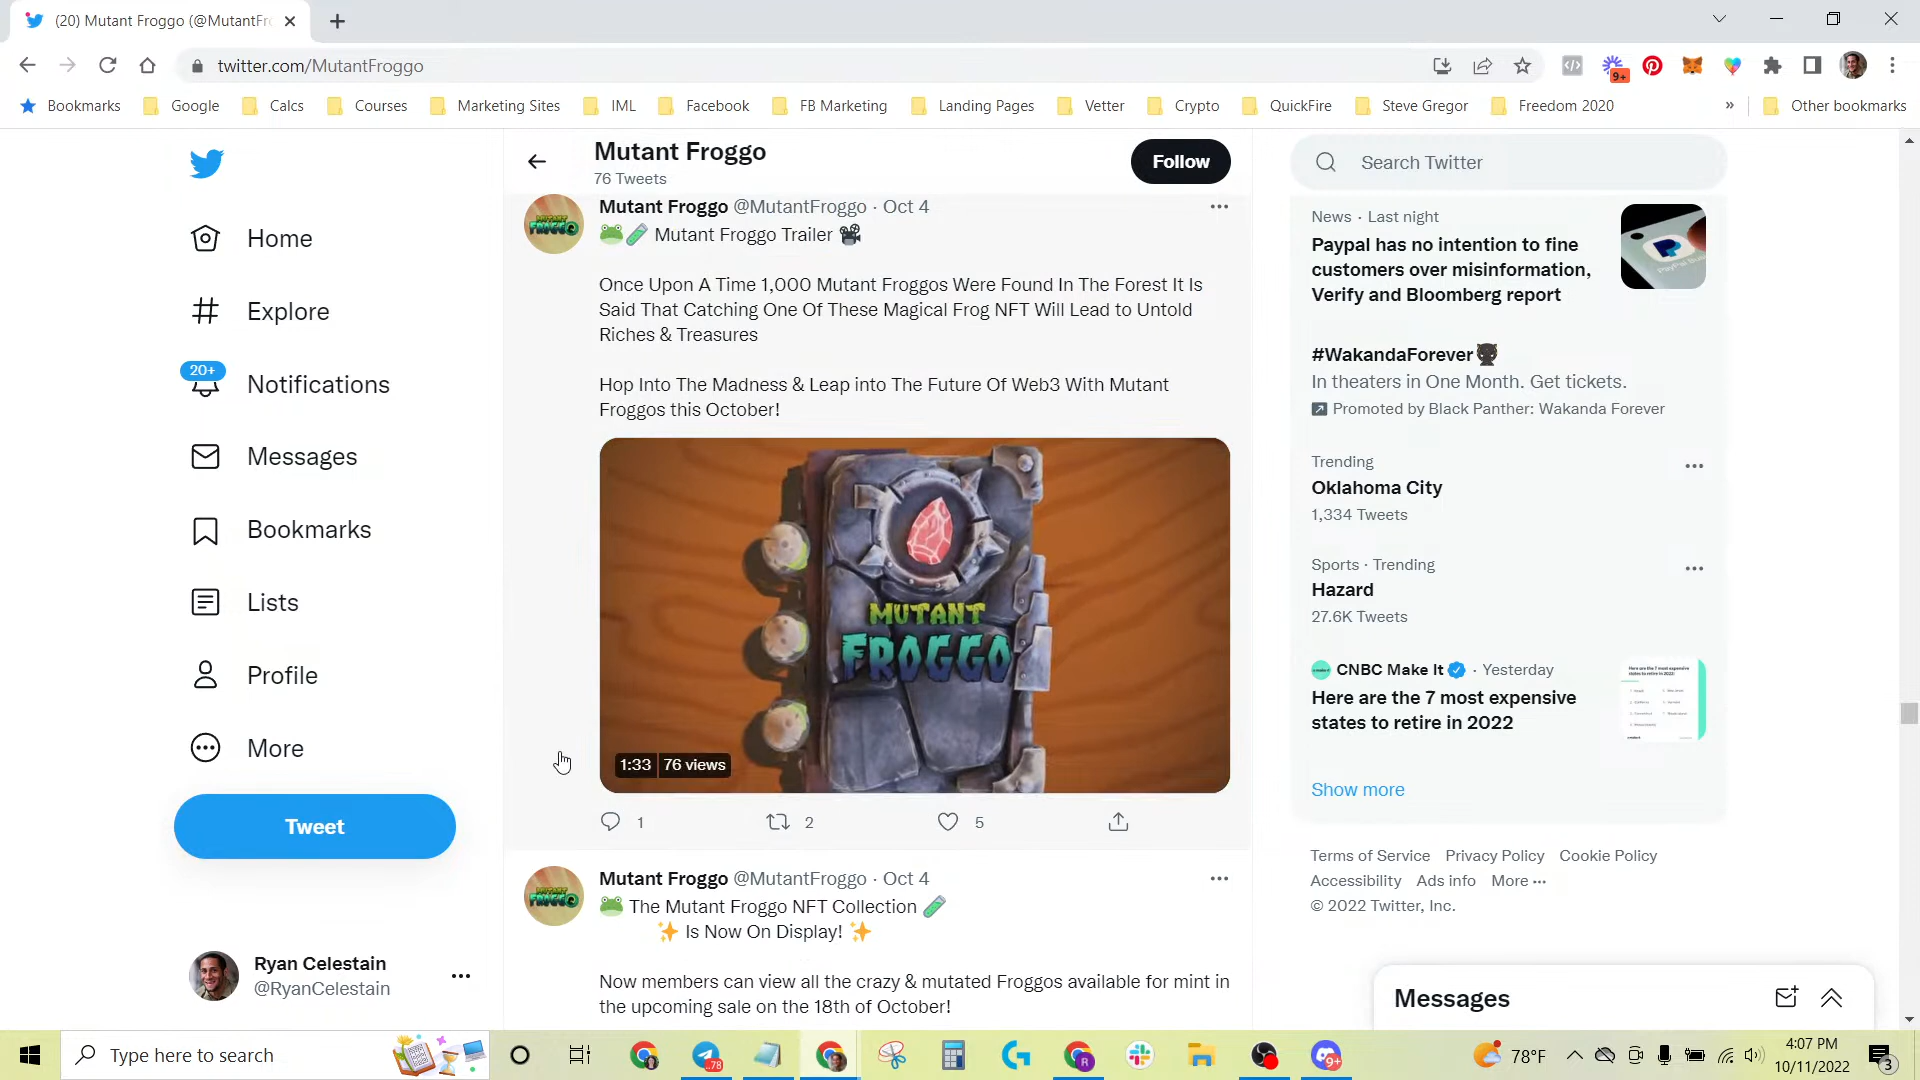 (20) Mutant Froggo (@MutantFr
twitter.com/MutantFroggo
9+
Bookmarks
Google
Calcs
Courses
Marketing Sites
IML
Facebook
FB Marketing
Landing Pages
Vetter
Crypto
QuickFire
Steve Gregor
Freedom 2020
»
Other bookmarks
Home
Explore
20+
Notifications
Messages
Bookmarks
Lists
Profile
More
Tweet
Ryan Celestain
@RyanCelestain
Mutant Froggo
76 Tweets
Follow
Mutant Froggo @MutantFroggo · Oct 4
🐸🧪 Mutant Froggo Trailer 🎥
Once Upon A Time 1,000 Mutant Froggos Were Found In The Forest It Is
Said That Catching One Of These Magical Frog NFT Will Lead to Untold
Riches & Treasures
Hop Into The Madness & Leap into The Future Of Web3 With Mutant
Froggos this October!
MUTANT
FROGGO
1:33 76 views
1 2 5
Mutant Froggo @MutantFroggo · Oct 4
🐸 The Mutant Froggo NFT Collection 🧪
✨ Is Now On Display! ✨
Now members can view all the crazy & mutated Froggos available for mint in
the upcoming sale on the 18th of October!
Search Twitter
News · Last night
Paypal has no intention to fine
customers over misinformation,
Verify and Bloomberg report
#WakandaForever
In theaters in One Month. Get tickets.
Promoted by Black Panther: Wakanda Forever
Trending
Oklahoma City
1,334 Tweets
Sports · Trending
Hazard
27.6K Tweets
CNBC Make It · Yesterday
Here are the 7 most expensive
states to retire in 2022
Show more
Terms of Service Privacy Policy Cookie Policy
Accessibility Ads info More ···
© 2022 Twitter, Inc.
Messages
Type here to search
78°F
4:07 PM
10/11/2022
3